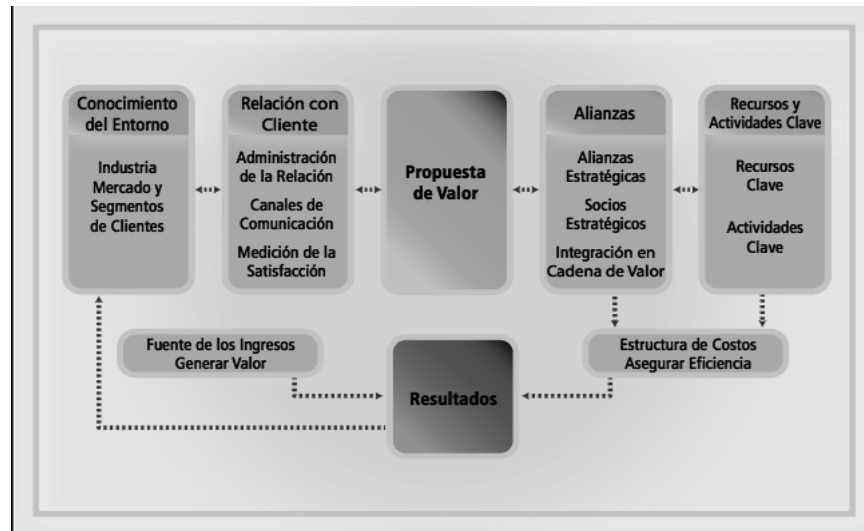 Conocimiento
del Entorno
Industria
Mercado y
Segmentos
de Clientes
Relación con
Cliente
Administración
de la Relación
Canales de
Comunicación
Medición de la
Satisfacción
Propuesta
de Valor
Alianzas
Alianzas
Estratégicas
Socios
Estratégicos
Integración en
Cadena de Valor
Recursos y
Actividades Clave
Recursos
Clave
Actividades
Clave
Fuente de los Ingresos
Generar Valor
Resultados
Estructura de Costos
Asegurar Eficiencia